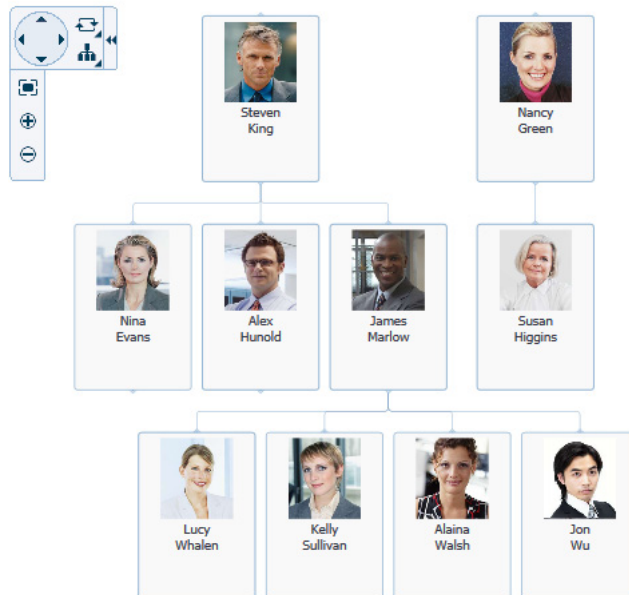 Steven
King
Nancy
Green
Nina
Evans
Alex
Hunold
James
Marlow
Susan
Higgins
Lucy
Whalen
Kelly
Sullivan
Alaina
Walsh
Jon
Wu